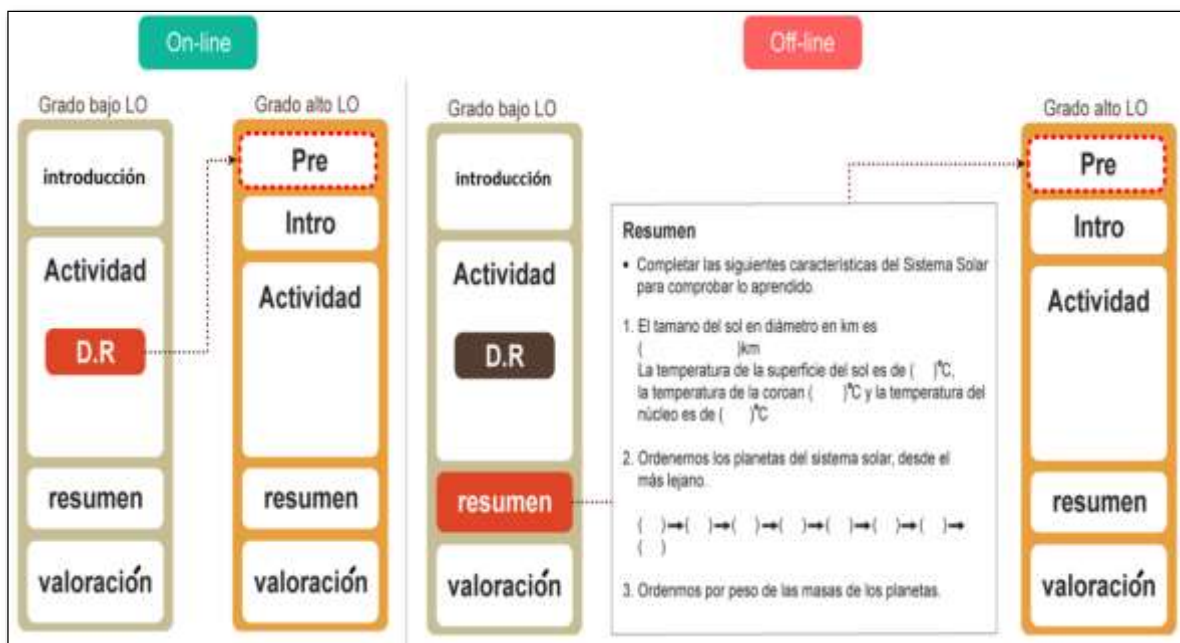 On-line
Grado bajo LO
introducción
Actividad
D.R
resumen
valoración
Grado alto LO
Pre
Intro
Actividad
resumen
valoración
Off-line
Grado bajo LO
introducción
Actividad
D.R
resumen
valoración
Resumen
• Completar las siguientes características del Sistema Solar
para comprobar lo aprendido.
1. El tamano del sol en diámetro en km es
( )km
La temperatura de la superficie del sol es de ( )°C,
la temperatura de la coroan ( )°C y la temperatura del
núcleo es de ( )°C
2. Ordenemos los planetas del sistema solar, desde el
más lejano.
( )→( )→( )→( )→( )→( )→( )→
( )
3. Ordenmos por peso de las masas de los planetas.
Grado alto LO
Pre
Intro
Actividad
resumen
valoración